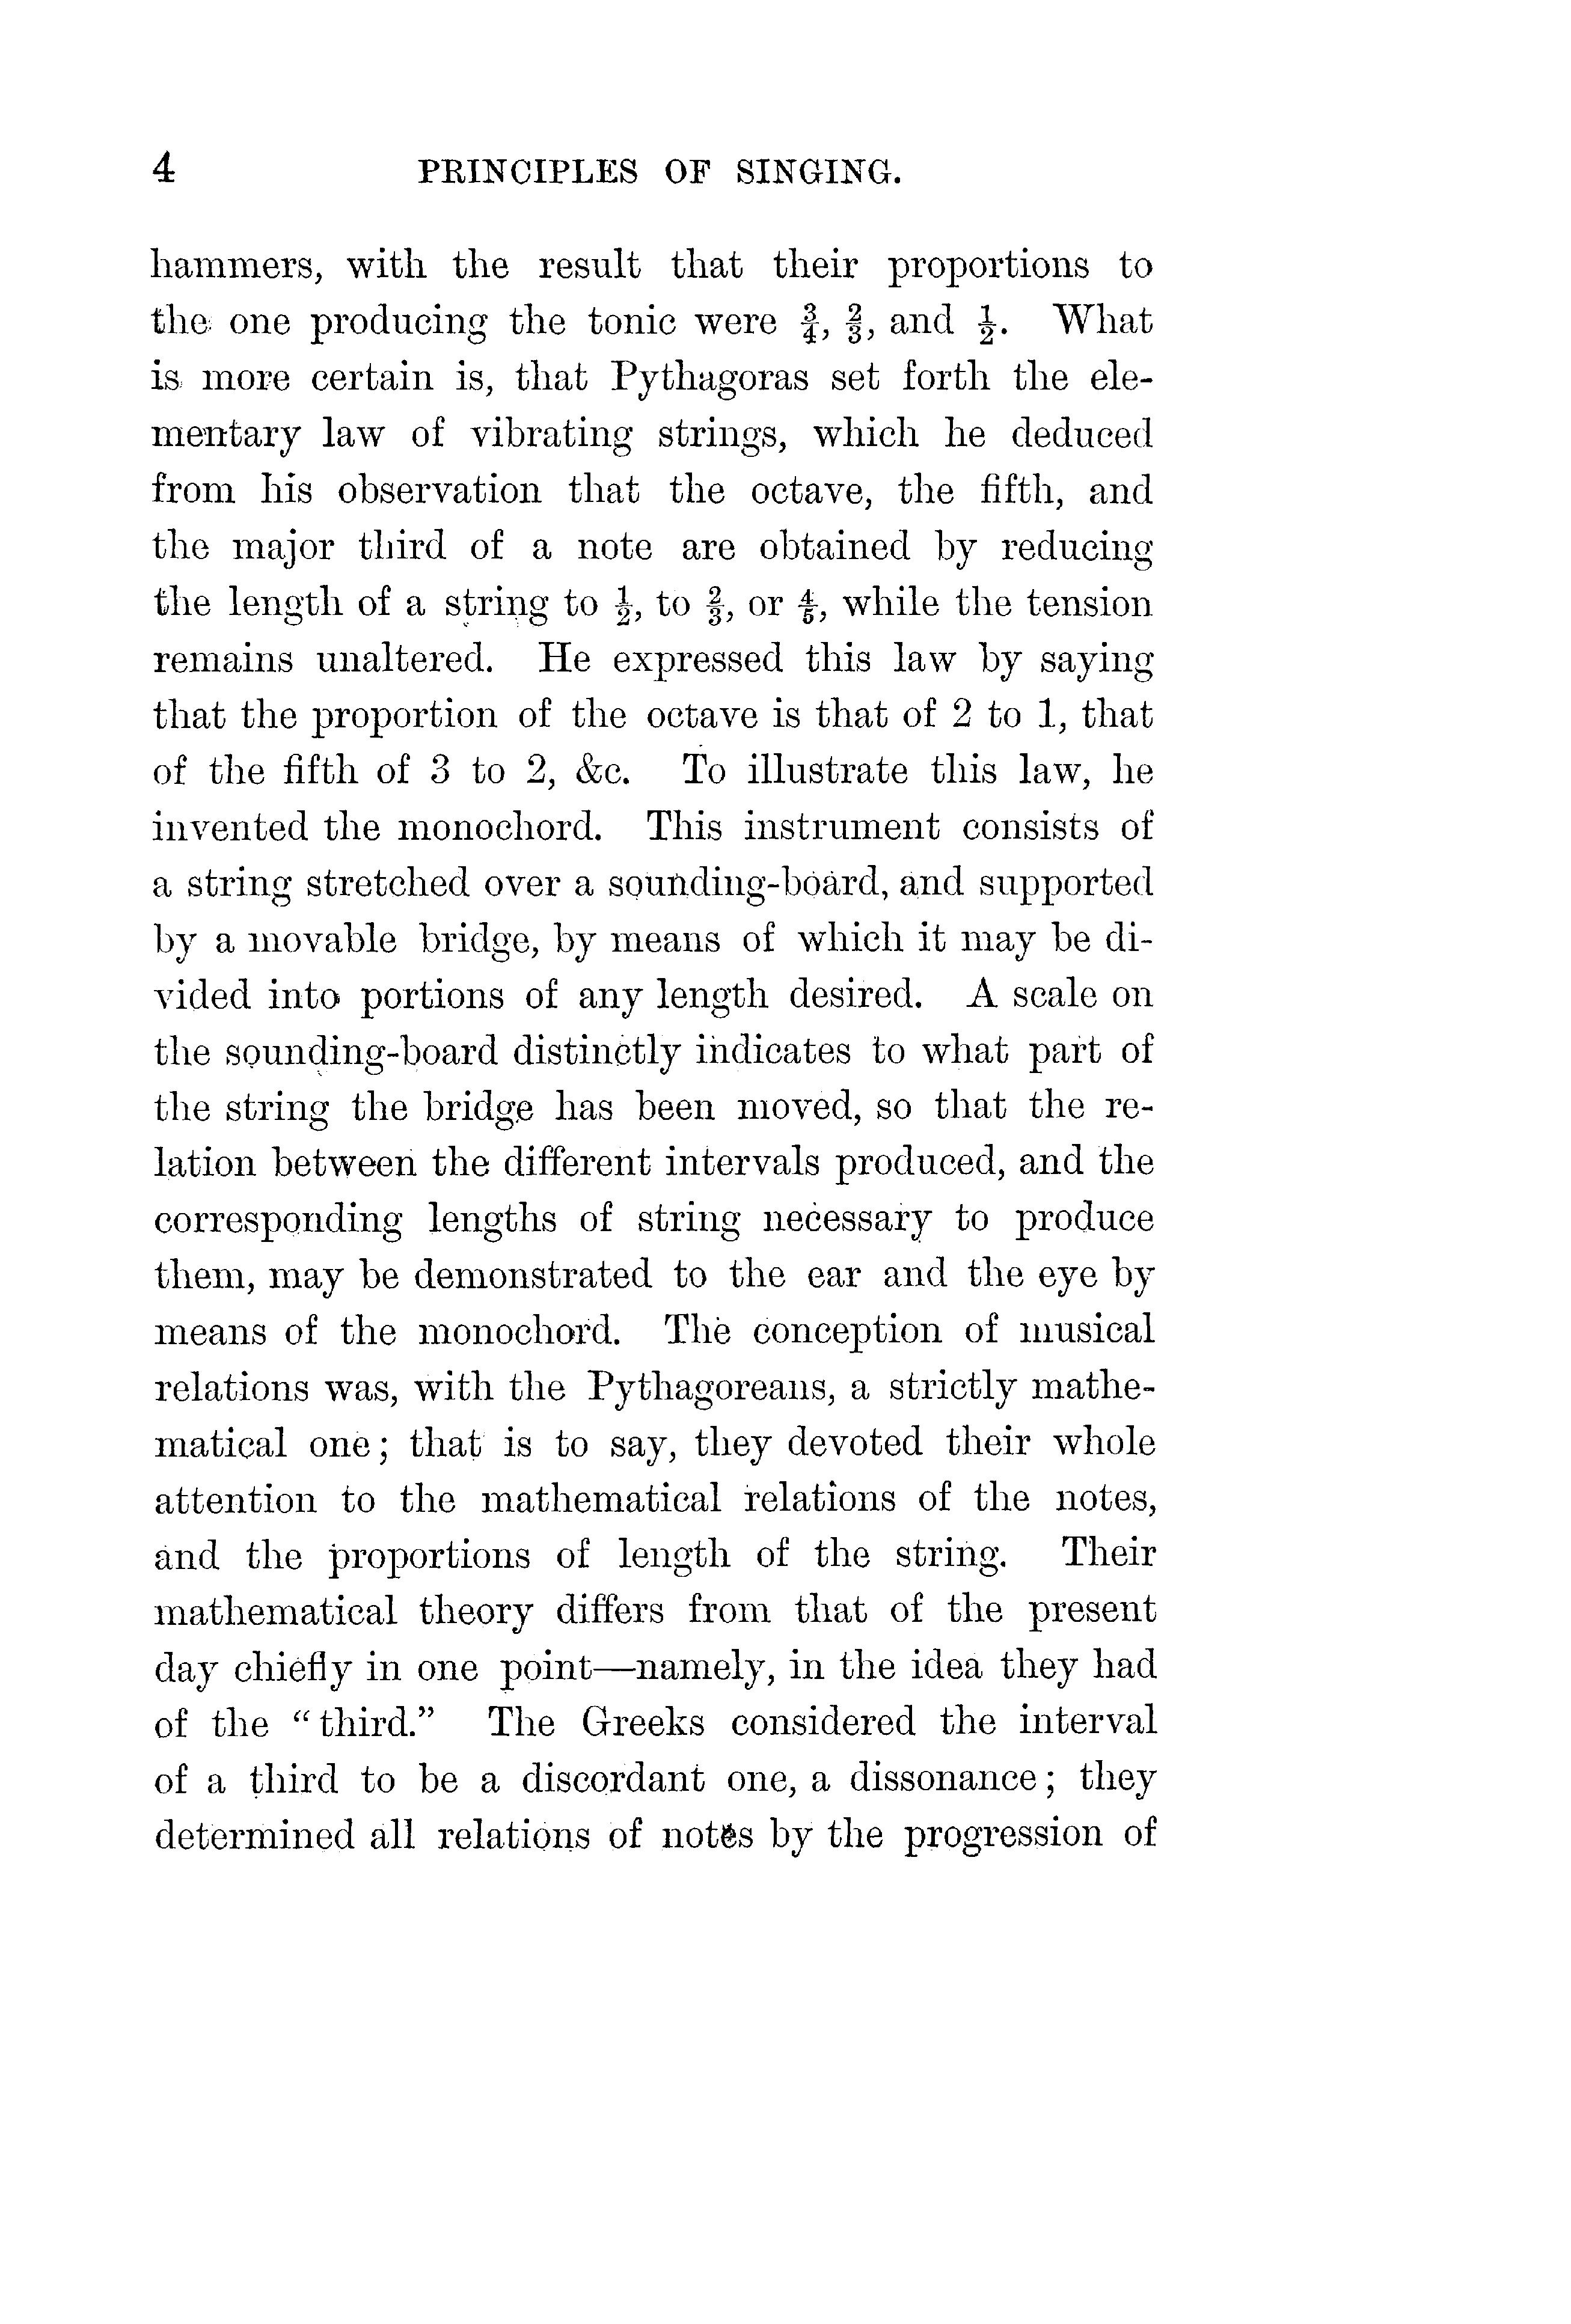 4 PRINCIPLES OF SINGING.
hammers, with the result that their proportions to
the one producing the tonic were ¾, ⅔, and ½. What
is more certain is, that Pythagoras set forth the ele-
mentary law of vibrating strings, which he deduced
from his observation that the octave, the fifth, and
the major third of a note are obtained by reducing
the length of a string to ½, to ⅔, or ⅘, while the tension
remains unaltered. He expressed this law by saying
that the proportion of the octave is that of 2 to 1, that
of the fifth of 3 to 2, &c. To illustrate this law, he
invented the monochord. This instrument consists of
a string stretched over a sounding-board, and supported
by a movable bridge, by means of which it may be di-
vided into portions of any length desired. A scale on
the sounding-board distinctly indicates to what part of
the string the bridge has been moved, so that the re-
lation between the different intervals produced, and the
corresponding lengths of string necessary to produce
them, may be demonstrated to the ear and the eye by
means of the monochord. The conception of musical
relations was, with the Pythagoreans, a strictly mathe-
matical one; that is to say, they devoted their whole
attention to the mathematical relations of the notes,
and the proportions of length of the string. Their
mathematical theory differs from that of the present
day chiefly in one point—namely, in the idea they had
of the “third.” The Greeks considered the interval
of a third to be a discordant one, a dissonance; they
determined all relations of notes by the progression of